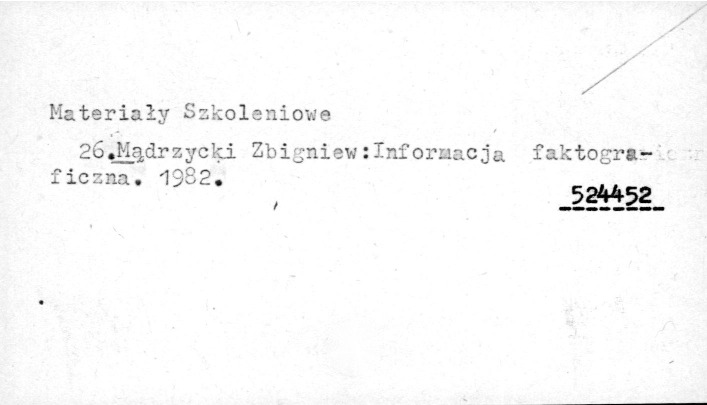 Materiały Szkoleniowe
26.Mądrzycki Zbigniew:Informacja faktogra-
ficzna. 1982.
524452